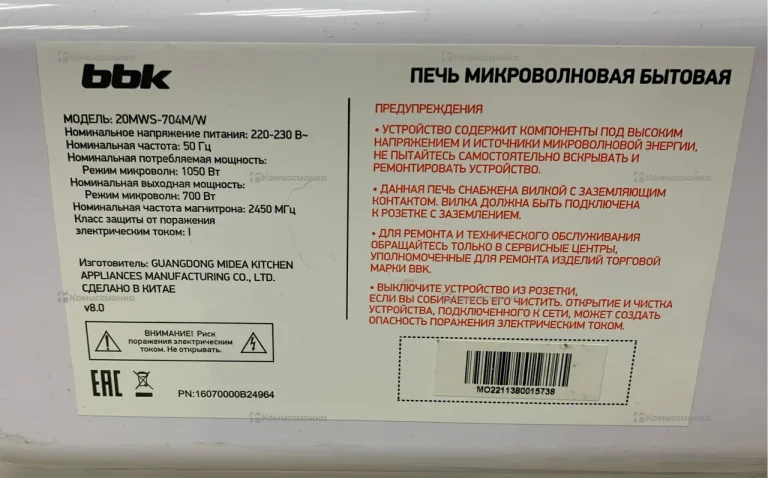 bbk
ПЕЧЬ МИКРОВОЛНОВАЯ БЫТОВАЯ
МОДЕЛЬ: 20MWS-704M/W
Номинальное напряжение питания: 220-230 В~
Номинальная частота: 50 Гц
Номинальная потребляемая мощность:
Режим микроволн: 1050 Вт
Номинальная выходная мощность:
Режим микроволн: 700 Вт
Номинальная частота магнетрона: 2450 МГц
Класс защиты от поражения
электрическим током: I
Изготовитель: GUANGDONG MIDEA KITCHEN
APPLIANCES MANUFACTURING CO., LTD.
СДЕЛАНО В КИТАЕ
v8.0
ВНИМАНИЕ! Риск
поражения электрическим
током. Не открывать.
EAC
PN:16070000B24964
ПРЕДУПРЕЖДЕНИЯ
• УСТРОЙСТВО СОДЕРЖИТ КОМПОНЕНТЫ ПОД ВЫСОКИМ
НАПРЯЖЕНИЕМ И ИСТОЧНИКИ МИКРОВОЛНОВОЙ ЭНЕРГИИ,
НЕ ПЫТАЙТЕСЬ САМОСТОЯТЕЛЬНО ВСКРЫВАТЬ И
РЕМОНТИРОВАТЬ УСТРОЙСТВО.
• ДАННАЯ ПЕЧЬ СНАБЖЕНА ВИЛКОЙ С ЗАЗЕМЛЯЮЩИМ
КОНТАКТОМ. ВИЛКА ДОЛЖНА БЫТЬ ПОДКЛЮЧЕНА
К РОЗЕТКЕ С ЗАЗЕМЛЕНИЕМ.
• ДЛЯ РЕМОНТА И ТЕХНИЧЕСКОГО ОБСЛУЖИВАНИЯ
ОБРАЩАЙТЕСЬ ТОЛЬКО В СЕРВИСНЫЕ ЦЕНТРЫ,
УПОЛНОМОЧЕННЫЕ ДЛЯ РЕМОНТА ИЗДЕЛИЙ ТОРГОВОЙ
МАРКИ BBK.
• ВЫКЛЮЧИТЕ УСТРОЙСТВО ИЗ РОЗЕТКИ,
ЕСЛИ ВЫ СОБИРАЕТЕСЬ ЕГО ЧИСТИТЬ. ОТКРЫТИЕ И ЧИСТКА
УСТРОЙСТВА, ПОДКЛЮЧЕННОГО К СЕТИ, МОЖЕТ СОЗДАТЬ
ОПАСНОСТЬ ПОРАЖЕНИЯ ЭЛЕКТРИЧЕСКИМ ТОКОМ.
MO2211380015738
Комиссионка